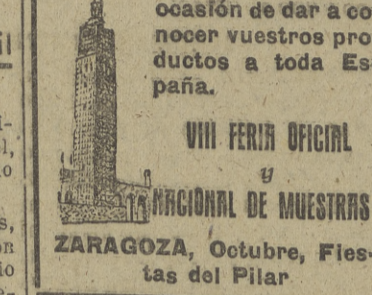 ocasión de dar a co-
nocer vuestros pro-
ductos a toda Es-
paña.
VIII FERIA OFICIAL
y
NACIONAL DE MUESTRAS
ZARAGOZA, Octubre, Fies-
tas del Pilar